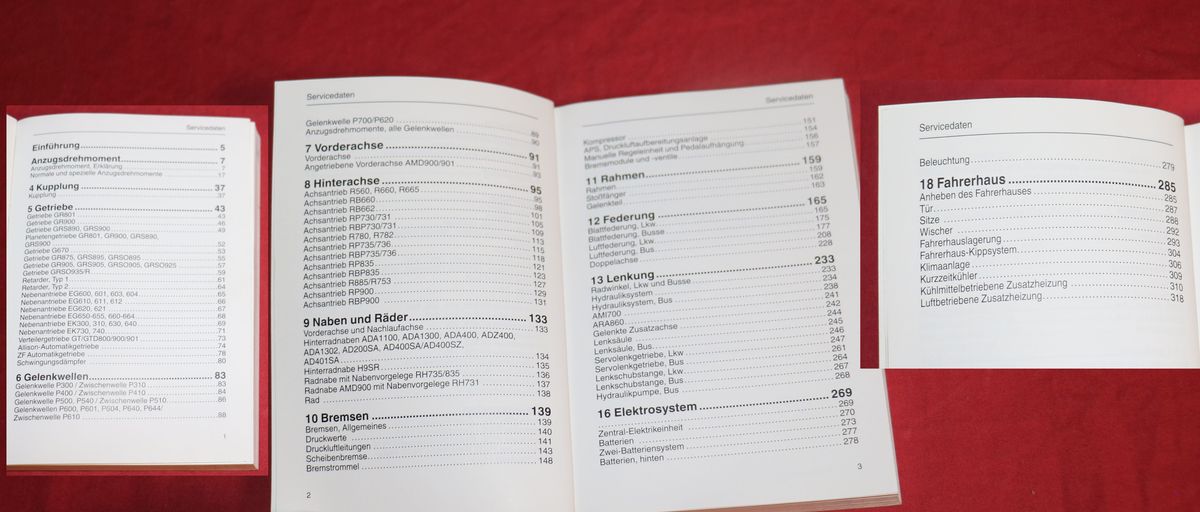 Servicedaten
Einführung 5
Anzugsdrehmoment 7
Anzugsdrehmoment, Erklärung 7
Normale und spezielle Anzugsdrehmomente 17
4 Kupplung 37
Kupplung 37
5 Getriebe 43
Getriebe GR801 43
Getriebe GR900 46
Getriebe GRS890, GRS900 49
Planetengetriebe GR801, GR900, GRS890,
GRS900 52
Getriebe G670 53
Getriebe GR875, GRS895, GRSO895 55
Getriebe GR905, GRS905, GRSO905, GRSO925 57
Getriebe GRSO935/R 59
Retarder, Typ 1 61
Retarder, Typ 2 64
Nebenantriebe EG600, 601, 603, 604 65
Nebenantriebe EG610, 611, 612 66
Nebenantriebe EG620, 621 67
Nebenantriebe EG650-655, 660-664 68
Nebenantriebe EK300, 310, 630, 640 69
Nebenantriebe EK730, 740 71
Verteilergetriebe GT/GTD800/900/901 73
Allison-Automatikgetriebe 74
ZF Automatikgetriebe 78
Schwingungsdämpfer 80
6 Gelenkwellen 83
Gelenkwelle P300 / Zwischenwelle P310 83
Gelenkwelle P400 / Zwischenwelle P410 84
Gelenkwelle P500, P540 / Zwischenwelle P510 86
Gelenkwellen P600, P601, P604, P640, P644/
Zwischenwelle P610 88
1
Servicedaten
Gelenkwelle P700/P620 89
Anzugsdrehmomente, alle Gelenkwellen 90
7 Vorderachse 91
Vorderachse 91
Angetriebene Vorderachse AMD900/901 93
8 Hinterachse 95
Achsantrieb R560, R660, R665 95
Achsantrieb RB660 98
Achsantrieb RB662 101
Achsantrieb RP730/731 105
Achsantrieb RBP730/731 109
Achsantrieb R780, R782 113
Achsantrieb RP735/736 115
Achsantrieb RBP735/736 118
Achsantrieb RP835 121
Achsantrieb RBP835 123
Achsantrieb R885/R753 127
Achsantrieb RP900 129
Achsantrieb RBP900 131
9 Naben und Räder 133
Vorderachse und Nachlaufachse 133
Hinterradnaben ADA1100, ADA1300, ADA400, ADZ400,
ADA1302, AD200SA, AD400SA/AD400SZ,
AD401SA 134
Hinterradnabe H9SR 135
Radnabe mit Nabenvorgelege RH735/835 136
Radnabe AMD900 mit Nabenvorgelege RH731 137
Rad 138
10 Bremsen 139
Bremsen, Allgemeines 139
Druckwerte 140
Druckluftleitungen 141
Scheibenbremse 143
Bremstrommel 148
2
Servicedaten
Kompressor 151
APS, Druckluftaufbereitungsanlage 154
Manuelle Regeleinheit und Pedalaufhängung 156
Bremsmodule und -ventile 157
11 Rahmen 159
Rahmen 159
Stoßfänger 162
Gelenkteil 163
12 Federung 165
Blattfederung, Lkw 165
Blattfederung, Busse 175
Luftfederung, Lkw 177
Luftfederung, Bus 208
Doppelachse 228
13 Lenkung 233
Radwinkel, Lkw und Busse 233
Hydrauliksystem 234
Hydrauliksystem, Bus 238
AMI700 241
ARA860 242
Gelenkte Zusatzachse 244
Lenksäule 245
Lenksäule, Bus 246
Servolenkgetriebe, Lkw 247
Servolenkgetriebe, Bus 261
Lenkschubstange, Lkw 264
Lenkschubstange, Bus 267
Hydraulikpumpe, Bus 268
16 Elektrosystem 269
269
Zentral-Elektrikeinheit 270
Batterien 273
Zwei-Batteriensystem 277
Batterien, hinten 278
3
Servicedaten
Beleuchtung 279
18 Fahrerhaus 285
Anheben des Fahrerhauses 285
Tür 287
Sitze 288
Wischer 292
Fahrerhauslagerung 293
Fahrerhaus-Kippsystem 304
Klimaanlage 306
Kurzzeitkühler 309
Kühlmittelbetriebene Zusatzheizung 310
Luftbetriebene Zusatzheizung 318